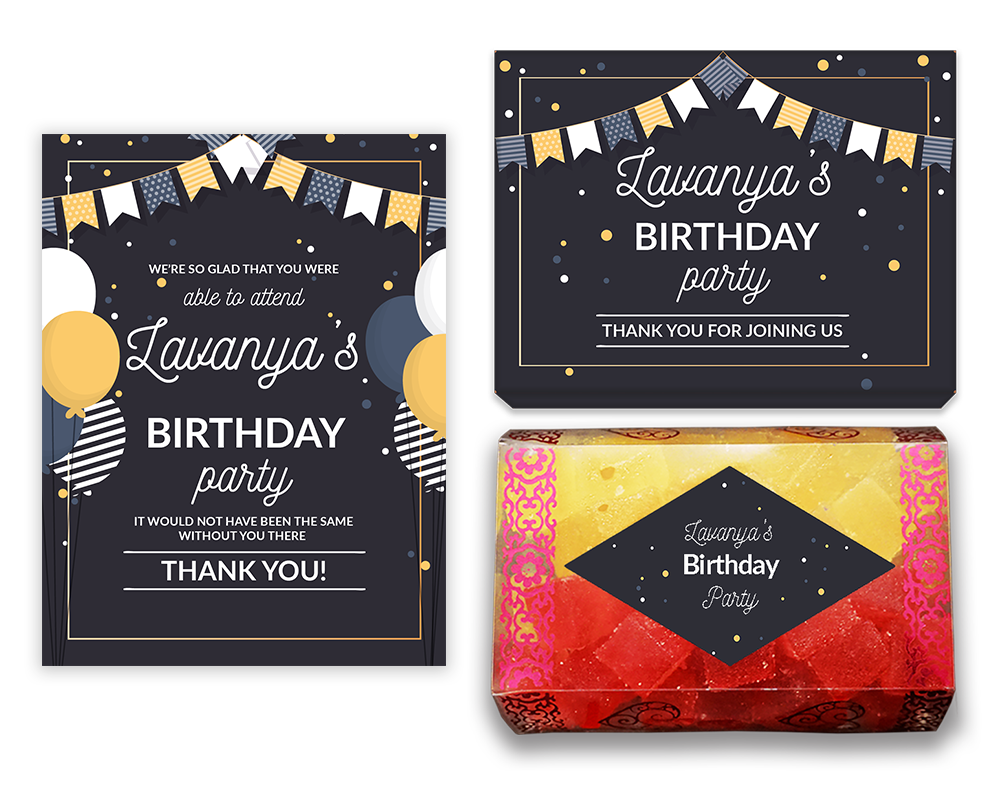 WE'RE SO GLAD THAT YOU WERE
able to attend
Lavanya's
BIRTHDAY
party
IT WOULD NOT HAVE BEEN THE SAME
WITHOUT YOU THERE
THANK YOU!
Lavanya's
BIRTHDAY
party
THANK YOU FOR JOINING US
Lavanya's
Birthday
Party